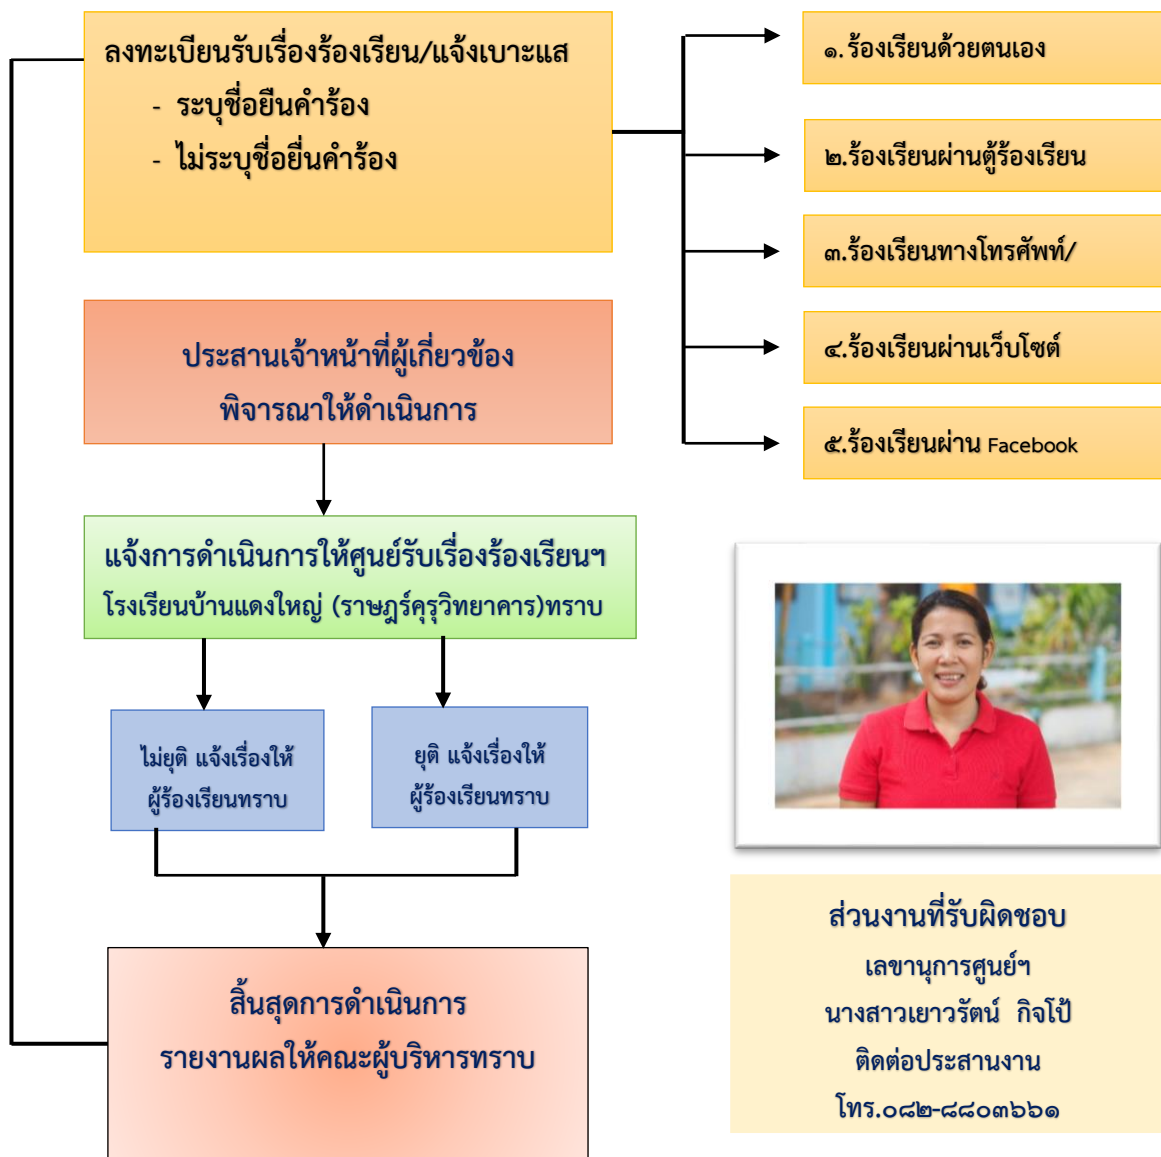 ลงทะเบียนรับเรื่องร้องเรียน/แจ้งเบาะแส
- ระบุชื่อยืนคำร้อง
- ไม่ระบุชื่อยื่นคำร้อง
๑. ร้องเรียนด้วยตนเอง
๒.ร้องเรียนผ่านตู้ร้องเรียน
๓.ร้องเรียนทางโทรศัพท์/
๔.ร้องเรียนผ่านเว็บไซต์
๕.ร้องเรียนผ่าน Facebook
ประสานเจ้าหน้าที่ผู้เกี่ยวข้อง
พิจารณาให้ดำเนินการ
แจ้งการดำเนินการให้ศูนย์รับเรื่องร้องเรียนฯ
โรงเรียนบ้านแดงใหญ่ (ราษฎร์คุรุวิทยาคาร)ทราบ
ไม่ยุติ แจ้งเรื่องให้
ผู้ร้องเรียนทราบ
ยุติ แจ้งเรื่องให้
ผู้ร้องเรียนทราบ
สิ้นสุดการดำเนินการ
รายงานผลให้คณะผู้บริหารทราบ
ส่วนงานที่รับผิดชอบ
เลขานุการศูนย์ฯ
นางสาวเยาวรัตน์ กิจโป้
ติดต่อประสานงาน
โทร.๐๘๒-๘๘๐๓๖๖๑